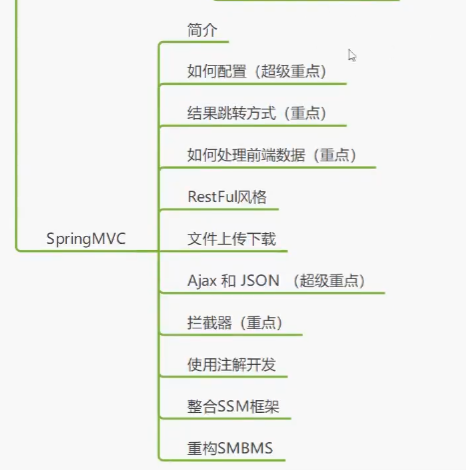 简介
如何配置（超级重点）
结果跳转方式（重点）
如何处理前端数据（重点）
RestFul风格
SpringMVC
文件上传下载
Ajax 和 JSON （超级重点）
拦截器（重点）
使用注解开发
整合SSM框架
重构SMBMS